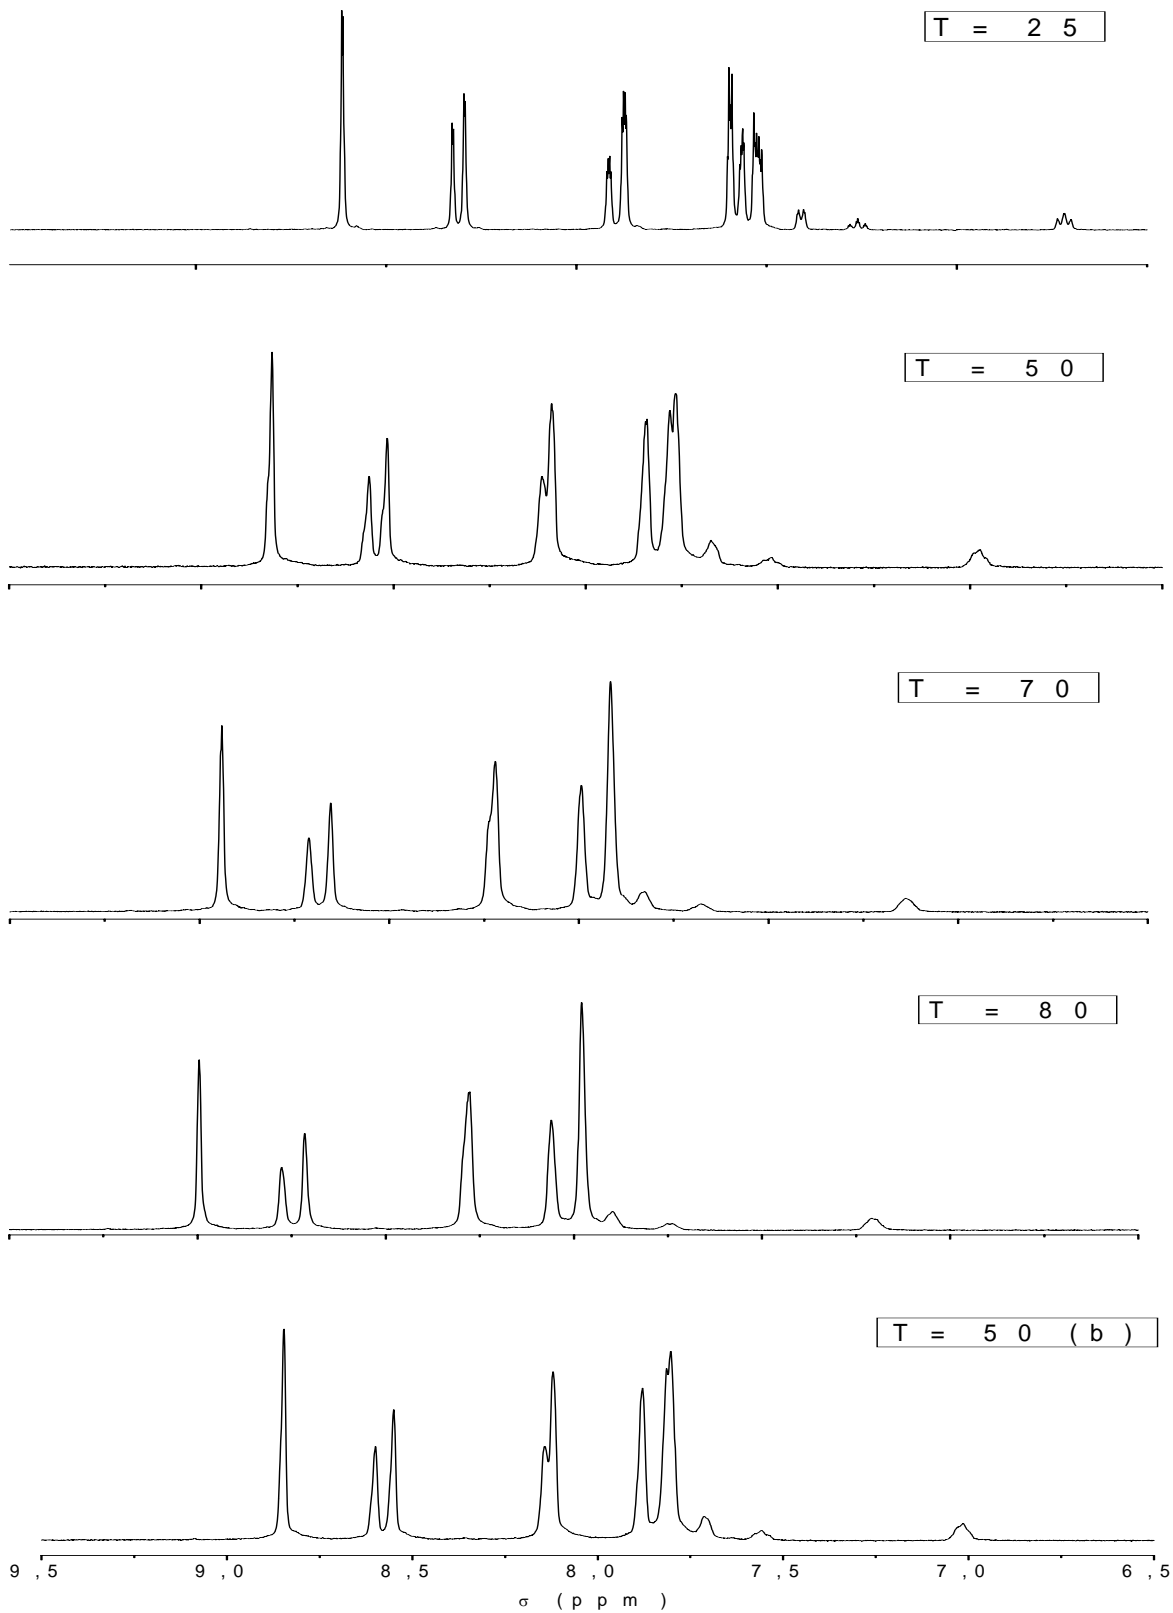 T = 25
T = 50
T = 70
T = 80
T = 50 (b)
9,5 9,0 8,5 8,0 7,5 7,0 6,5
σ (ppm)